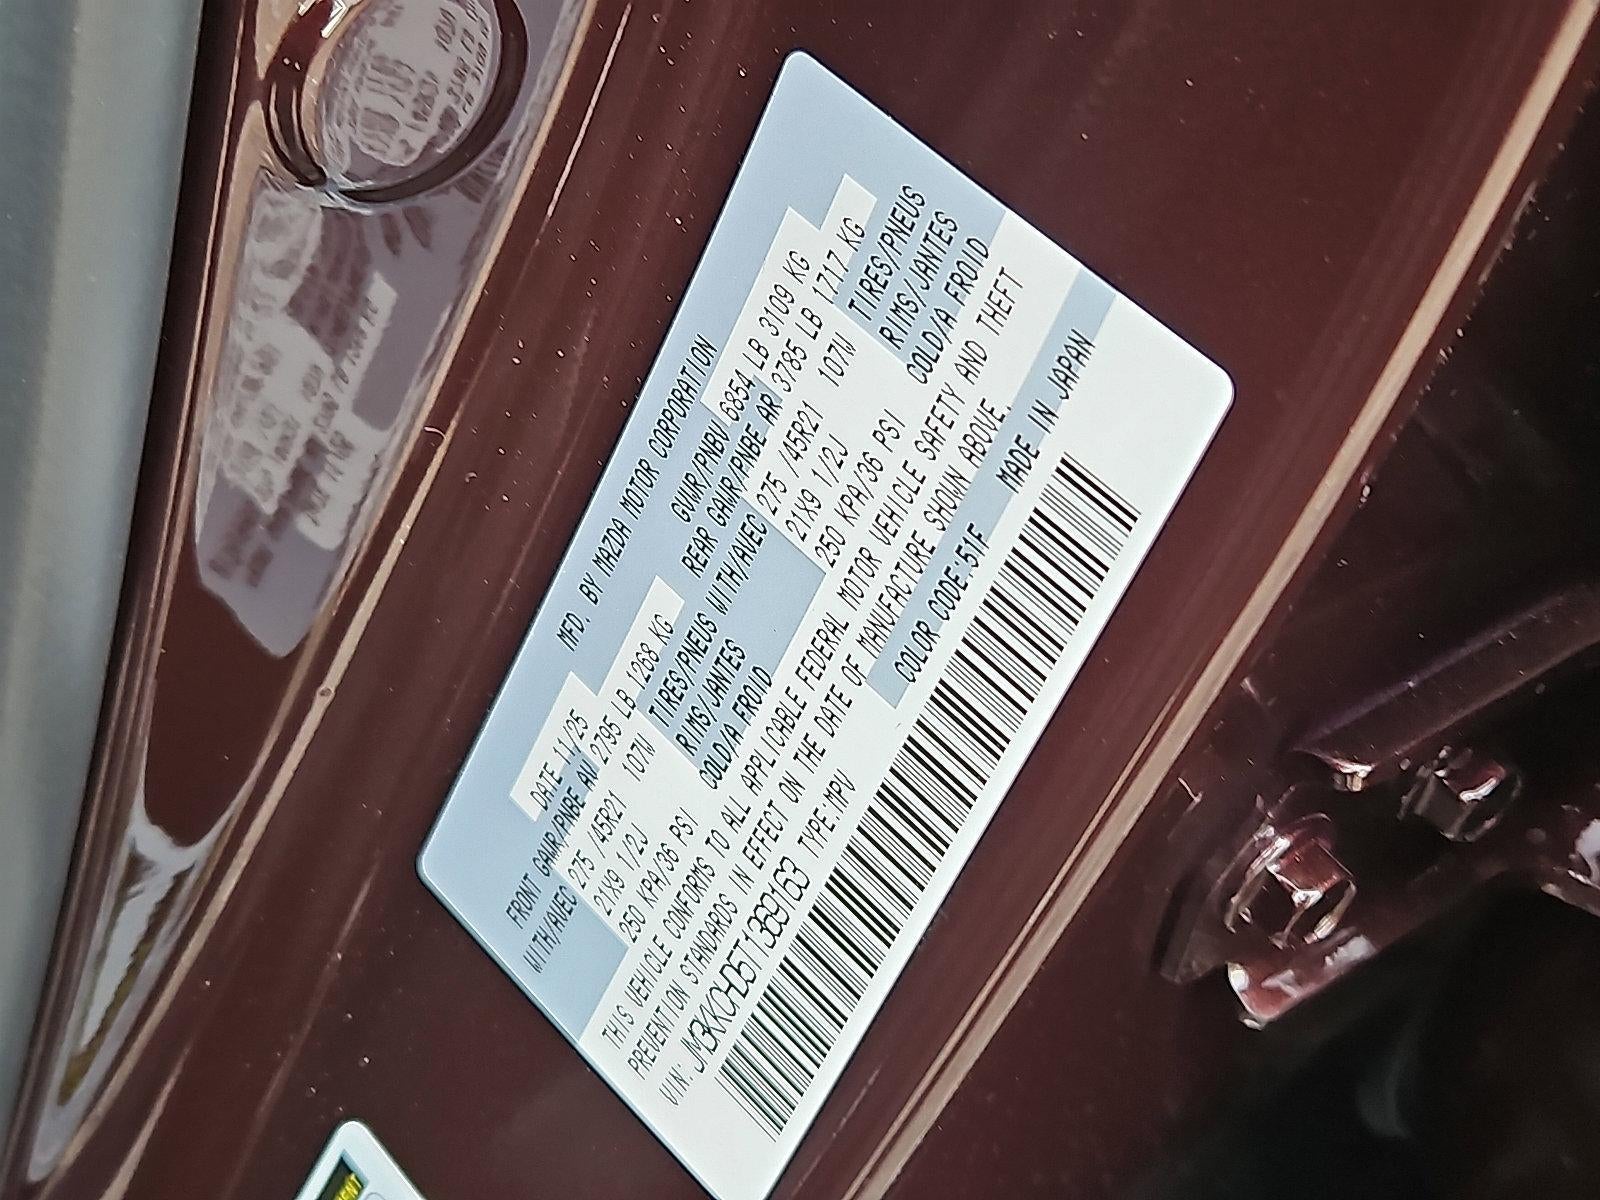 MFD. BY MAZDA MOTOR CORPORATION
DATE 11/25 GVWR/PNBV 6854 LB 3109 KG
FRONT GAWR/PNBE AV 2795 LB 1268 KG REAR GAWR/PNBE AR 3785 LB 1717 KG
WITH/AVEC 275 /45R21 107W TIRES/PNEUS WITH/AVEC 275 /45R21 107W TIRES/PNEUS
21X9 1/2J RIMS/JANTES 21X9 1/2J RIMS/JANTES
250 KPA/36 PSI COLD/A FROID 250 KPA/36 PSI COLD/A FROID
THIS VEHICLE CONFORMS TO ALL APPLICABLE FEDERAL MOTOR VEHICLE SAFETY AND THEFT
PREVENTION STANDARDS IN EFFECT ON THE DATE OF MANUFACTURE SHOWN ABOVE.
VIN: JM3KKCHD5T1369163 TYPE:MPV COLOR CODE:51F MADE IN JAPAN